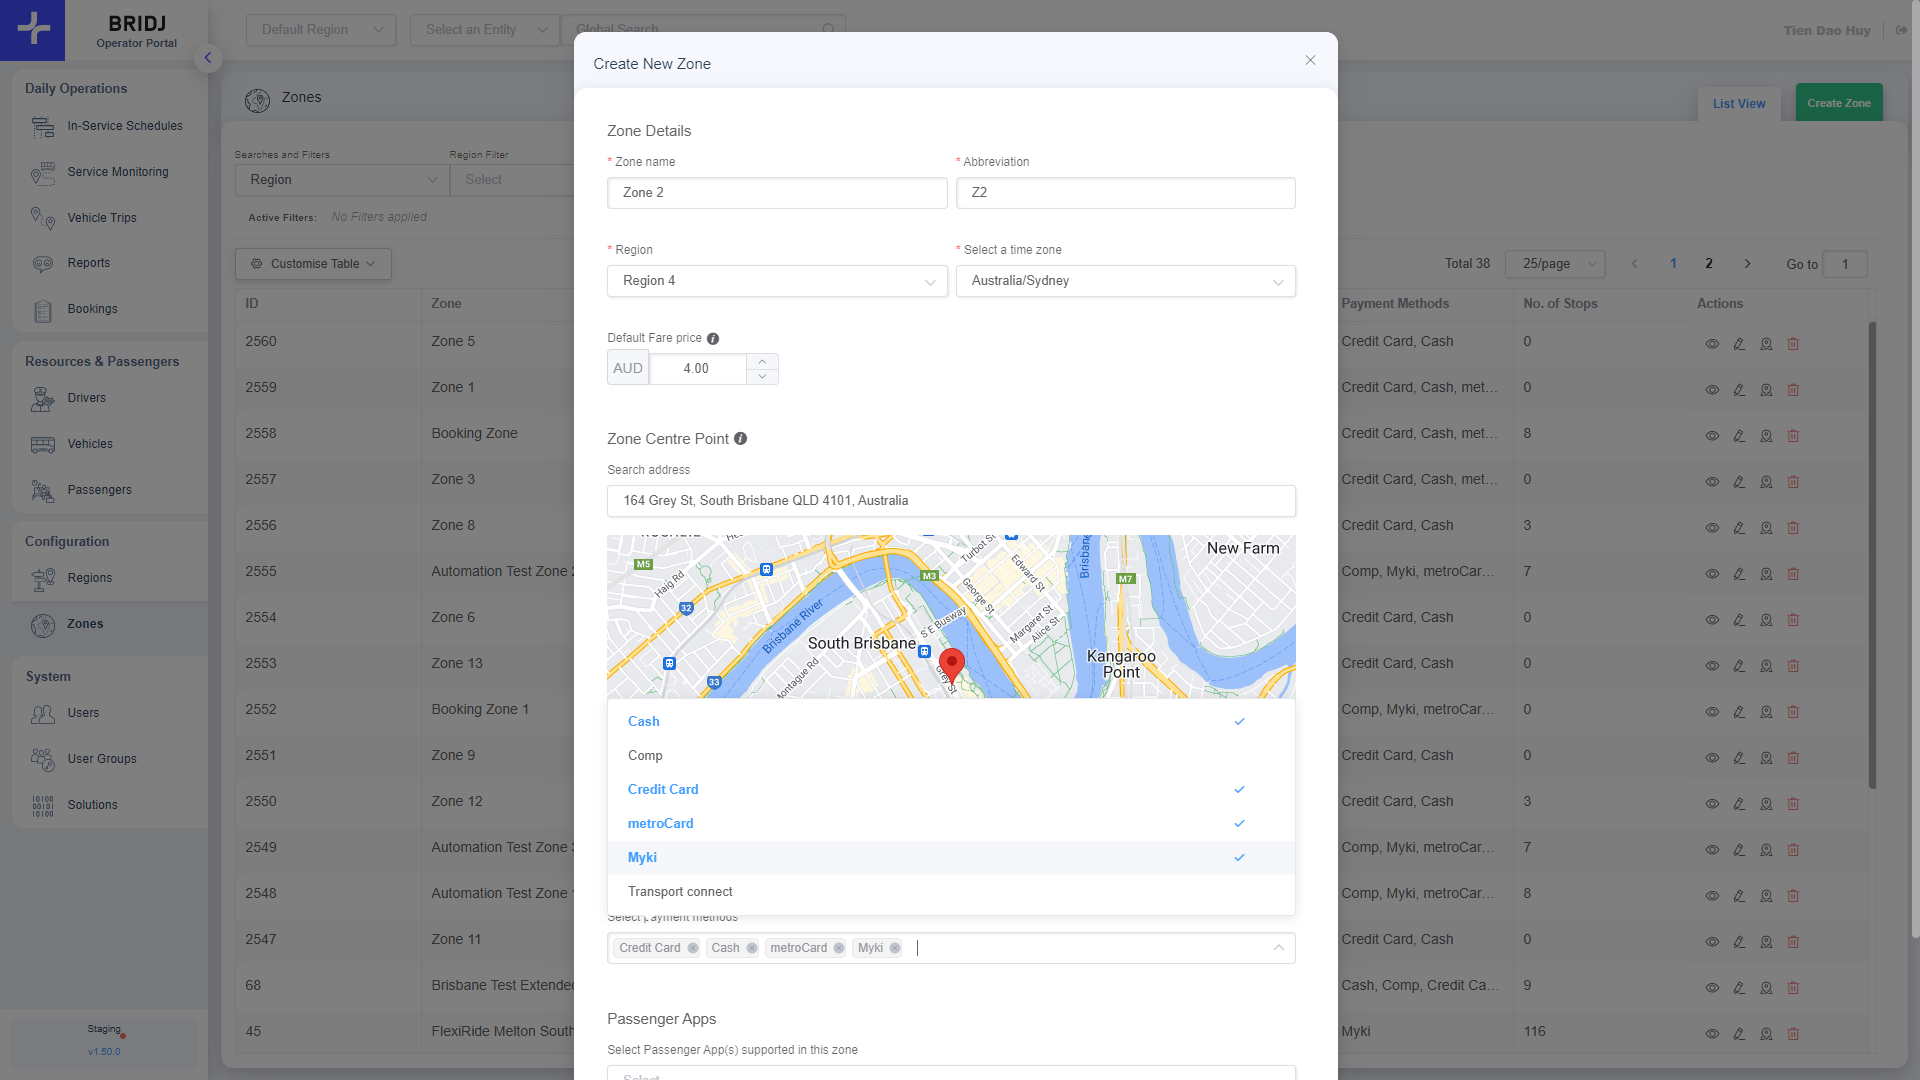 BRIDJ
Operator Portal
Default Region
Select an Entity
Global Search
Tien Dao Huy
Daily Operations
In-Service Schedules
Service Monitoring
Vehicle Trips
Reports
Bookings
Resources & Passengers
Drivers
Vehicles
Passengers
Configuration
Regions
Zones
System
Users
User Groups
Solutions
Staging
v1.50.0
Zones
List View
Create Zone
Searches and Filters
Region Filter
Region
Select
Active Filters: No Filters applied
Customise Table
Total 38
25/page
1
2
Go to
1
ID Zone Payment Methods No. of Stops Actions
2560 Zone 5 Credit Card, Cash 0
2559 Zone 1 Credit Card, Cash, met... 0
2558 Booking Zone Credit Card, Cash, met... 8
2557 Zone 3 Credit Card, Cash, met... 0
2556 Zone 8 Credit Card, Cash 3
2555 Automation Test Zone 2 Comp, Myki, metroCar... 7
2554 Zone 6 Credit Card, Cash 0
2553 Zone 13 Credit Card, Cash 0
2552 Booking Zone 1 Comp, Myki, metroCar... 0
2551 Zone 9 Credit Card, Cash 0
2550 Zone 12 Credit Card, Cash 3
2549 Automation Test Zone Comp, Myki, metroCar... 7
2548 Automation Test Zone Comp, Myki, metroCar... 8
2547 Zone 11 Credit Card, Cash 0
68 Brisbane Test Extended Cash, Comp, Credit Ca... 9
45 FlexiRide Melton South Myki 116
Create New Zone
Zone Details
* Zone name
* Abbreviation
Zone 2
Z2
* Region
* Select a time zone
Region 4
Australia/Sydney
Default Fare price
AUD
4.00
Zone Centre Point
Search address
164 Grey St, South Brisbane QLD 4101, Australia
M5
Haig Rd
32
Brisbane River
South Brisbane
33
Montague Rd
M3
Turbot St
Edward St
George St
S E Busway
Margaret St
Alice St
Grey St
Brisbane
M7
New Farm
Kangaroo
Point
Cash
Comp
Credit Card
metroCard
Myki
Transport connect
Select payment methods
Credit Card
Cash
metroCard
Myki
Passenger Apps
Select Passenger App(s) supported in this zone
Select